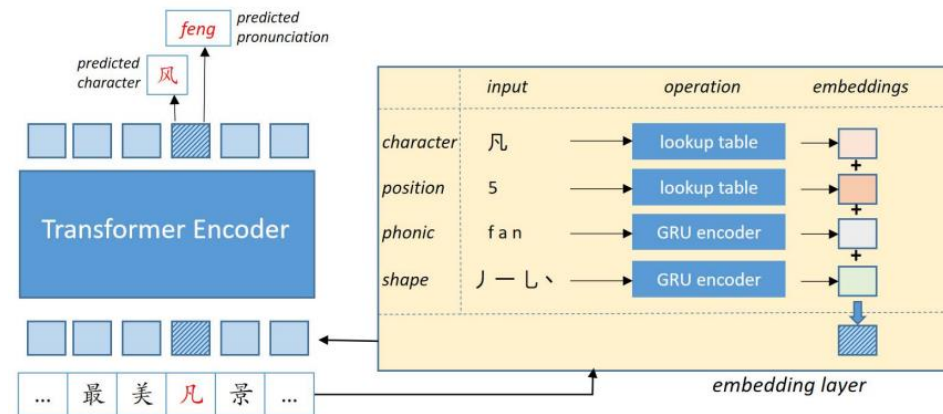 feng
predicted
pronunciation
predicted
character
风
Transformer Encoder
... 最 美 凡 景 ...
input operation embeddings
character 凡 lookup table
+
position 5 lookup table
+
phonic f a n GRU encoder
+
shape 丿 一 乚 丶 GRU encoder
embedding layer